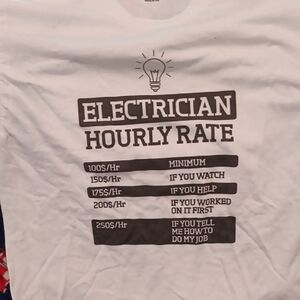 ELECTRICIAN
HOURLY RATE
100$/Hr MINIMUM
150$/Hr IF YOU WATCH
175$/Hr IF YOU HELP
200$/Hr IF YOU WORKED
ON IT FIRST
250$/Hr IF YOU TELL
ME HOW TO
DO MY JOB